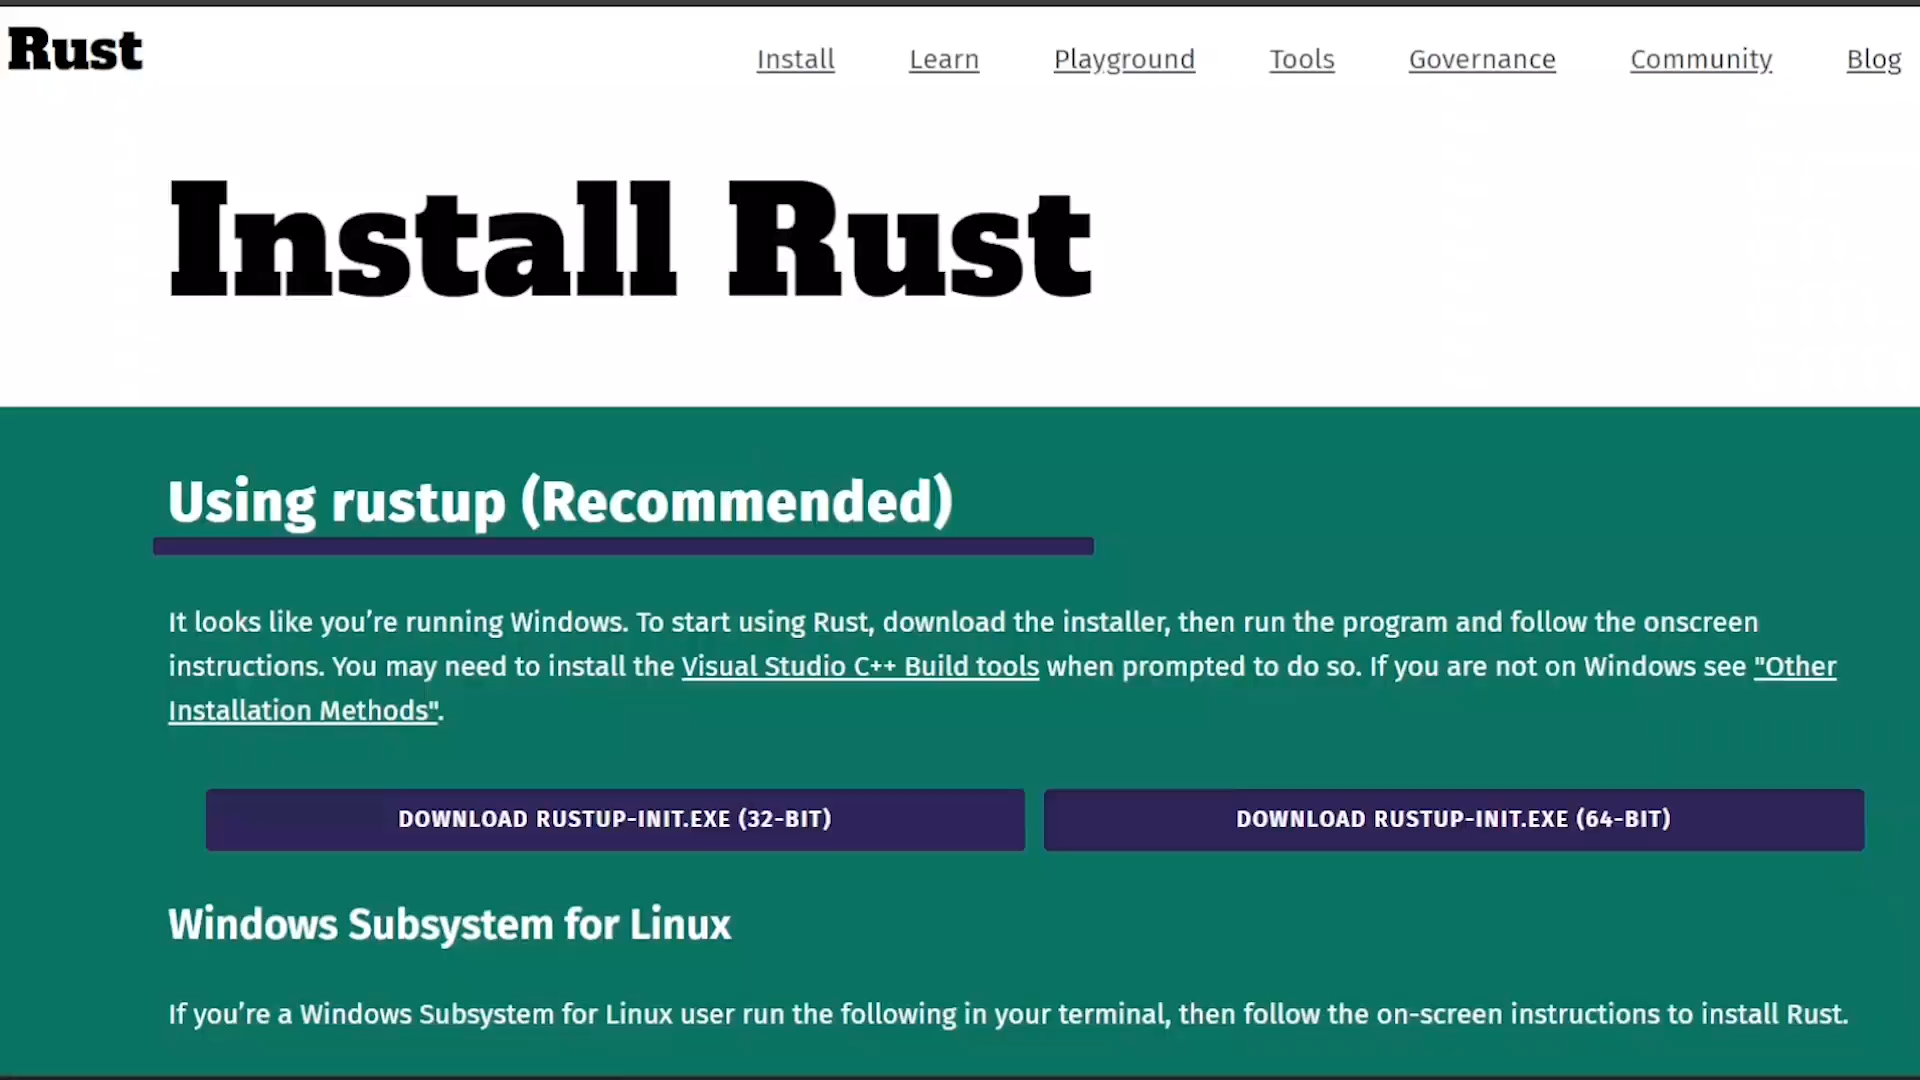 Rust
Install Learn Playground Tools Governance Community Blog
Install Rust
Using rustup (Recommended)
It looks like you’re running Windows. To start using Rust, download the installer, then run the program and follow the onscreen
instructions. You may need to install the Visual Studio C++ Build tools when prompted to do so. If you are not on Windows see "Other
Installation Methods".
DOWNLOAD RUSTUP-INIT.EXE (32-BIT) DOWNLOAD RUSTUP-INIT.EXE (64-BIT)
Windows Subsystem for Linux
If you’re a Windows Subsystem for Linux user run the following in your terminal, then follow the on-screen instructions to install Rust.